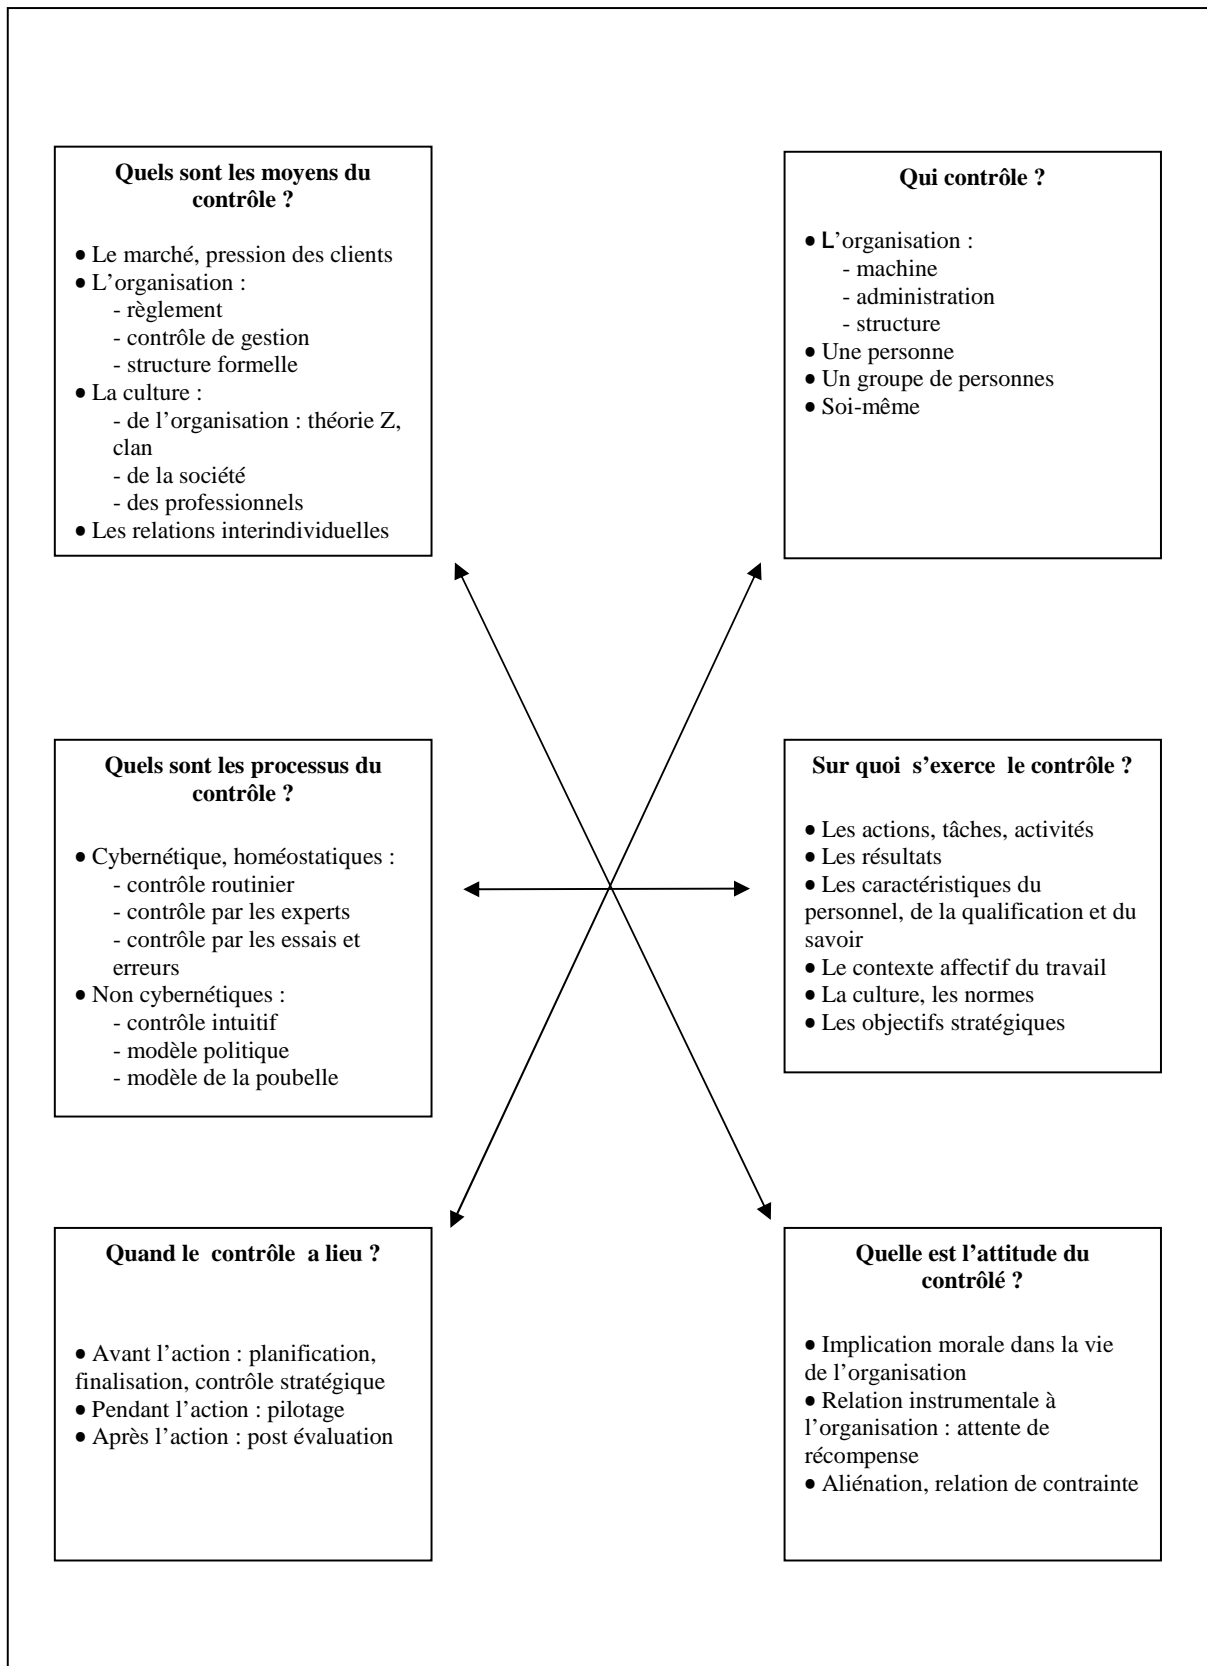 Quels sont les moyens du
contrôle ?
• Le marché, pression des clients
• L’organisation :
- règlement
- contrôle de gestion
- structure formelle
• La culture :
- de l’organisation : théorie Z,
clan
- de la société
- des professionnels
• Les relations interindividuelles
Qui contrôle ?
• L’organisation :
- machine
- administration
- structure
• Une personne
• Un groupe de personnes
• Soi-même
Quels sont les processus du
contrôle ?
• Cybernétique, homéostatiques :
- contrôle routinier
- contrôle par les experts
- contrôle par les essais et
erreurs
• Non cybernétiques :
- contrôle intuitif
- modèle politique
- modèle de la poubelle
Sur quoi  s’exerce  le contrôle ?
• Les actions, tâches, activités
• Les résultats
• Les caractéristiques du
personnel, de la qualification et du
savoir
• Le contexte affectif du travail
• La culture, les normes
• Les objectifs stratégiques
Quand le  contrôle  a lieu ?
• Avant l’action : planification,
finalisation, contrôle stratégique
• Pendant l’action : pilotage
• Après l’action : post évaluation
Quelle est l’attitude du
contrôlé ?
• Implication morale dans la vie
de l’organisation
• Relation instrumentale à
l’organisation : attente de
récompense
• Aliénation, relation de contrainte